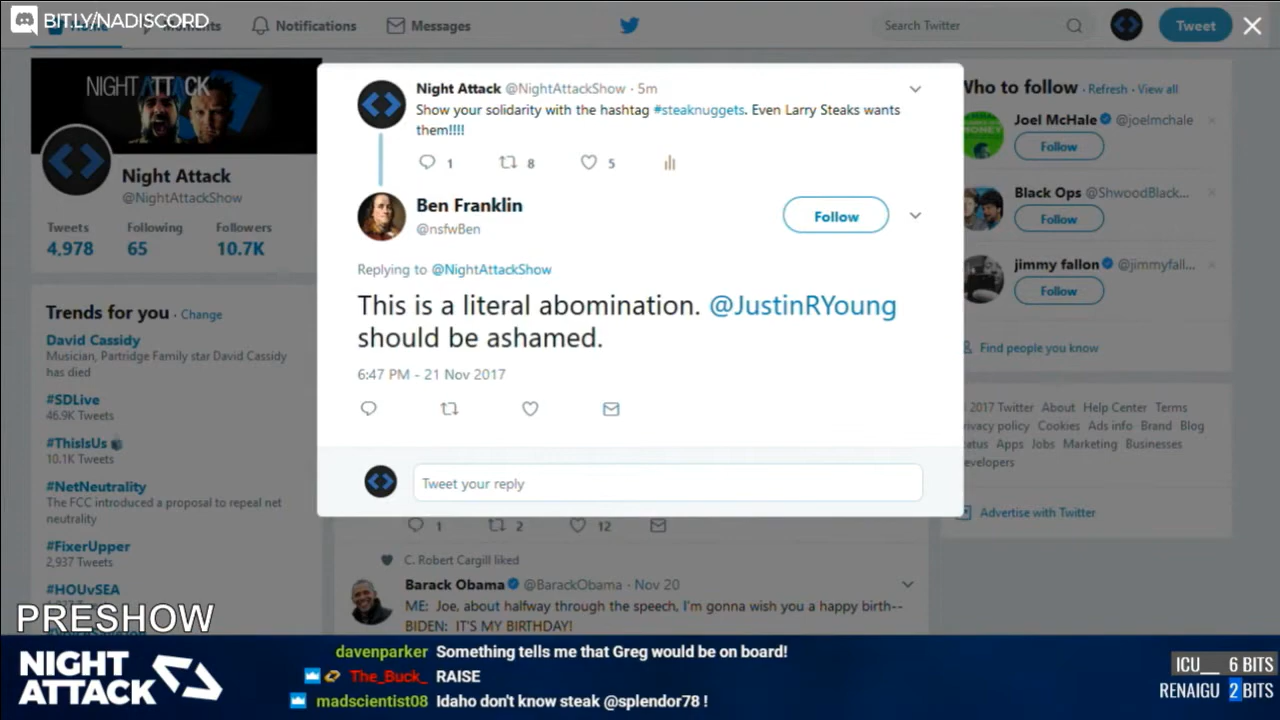 BIT.LY/NADISCORD
Home
Moments
Notifications
Messages
Search Twitter
Tweet
NIGHT ATTACK
Night Attack
@NightAttackShow
Tweets Following Followers
4,978 65 10.7K
Trends for you · Change
David Cassidy
Musician, Partridge Family star David Cassidy
has died
#SDLive
46.9K Tweets
#ThisIsUs
10.1K Tweets
#NetNeutrality
The FCC introduced a proposal to repeal net
neutrality
#FixerUpper
2,937 Tweets
#HOUvSEA
Night Attack @NightAttackShow · 5m
Show your solidarity with the hashtag #steaknuggets. Even Larry Steaks wants
them!!!!
1 8 5
Ben Franklin
@nsfwBen
Follow
Replying to @NightAttackShow
This is a literal abomination. @JustinRYoung
should be ashamed.
6:47 PM - 21 Nov 2017
Tweet your reply
1 2 12
C. Robert Cargill liked
Barack Obama @BarackObama · Nov 20
ME: Joe, about halfway through the speech, I'm gonna wish you a happy birth--
BIDEN: IT'S MY BIRTHDAY!
Who to follow · Refresh · View all
Joel McHale @joelmchale
Follow
Black Ops @ShwoodBlack...
Follow
jimmy fallon @jimmyfall...
Follow
Find people you know
2017 Twitter About Help Center Terms
rivacy policy Cookies Ads info Brand Blog
tatus Apps Jobs Marketing Businesses
evelopers
Advertise with Twitter
PRESHOW
NIGHT
ATTACK
davenparker Something tells me that Greg would be on board!
The_Buck_ RAISE
madscientist08 Idaho don't know steak @splendor78 !
ICU__ 6 BITS
RENAIGU 2 BITS